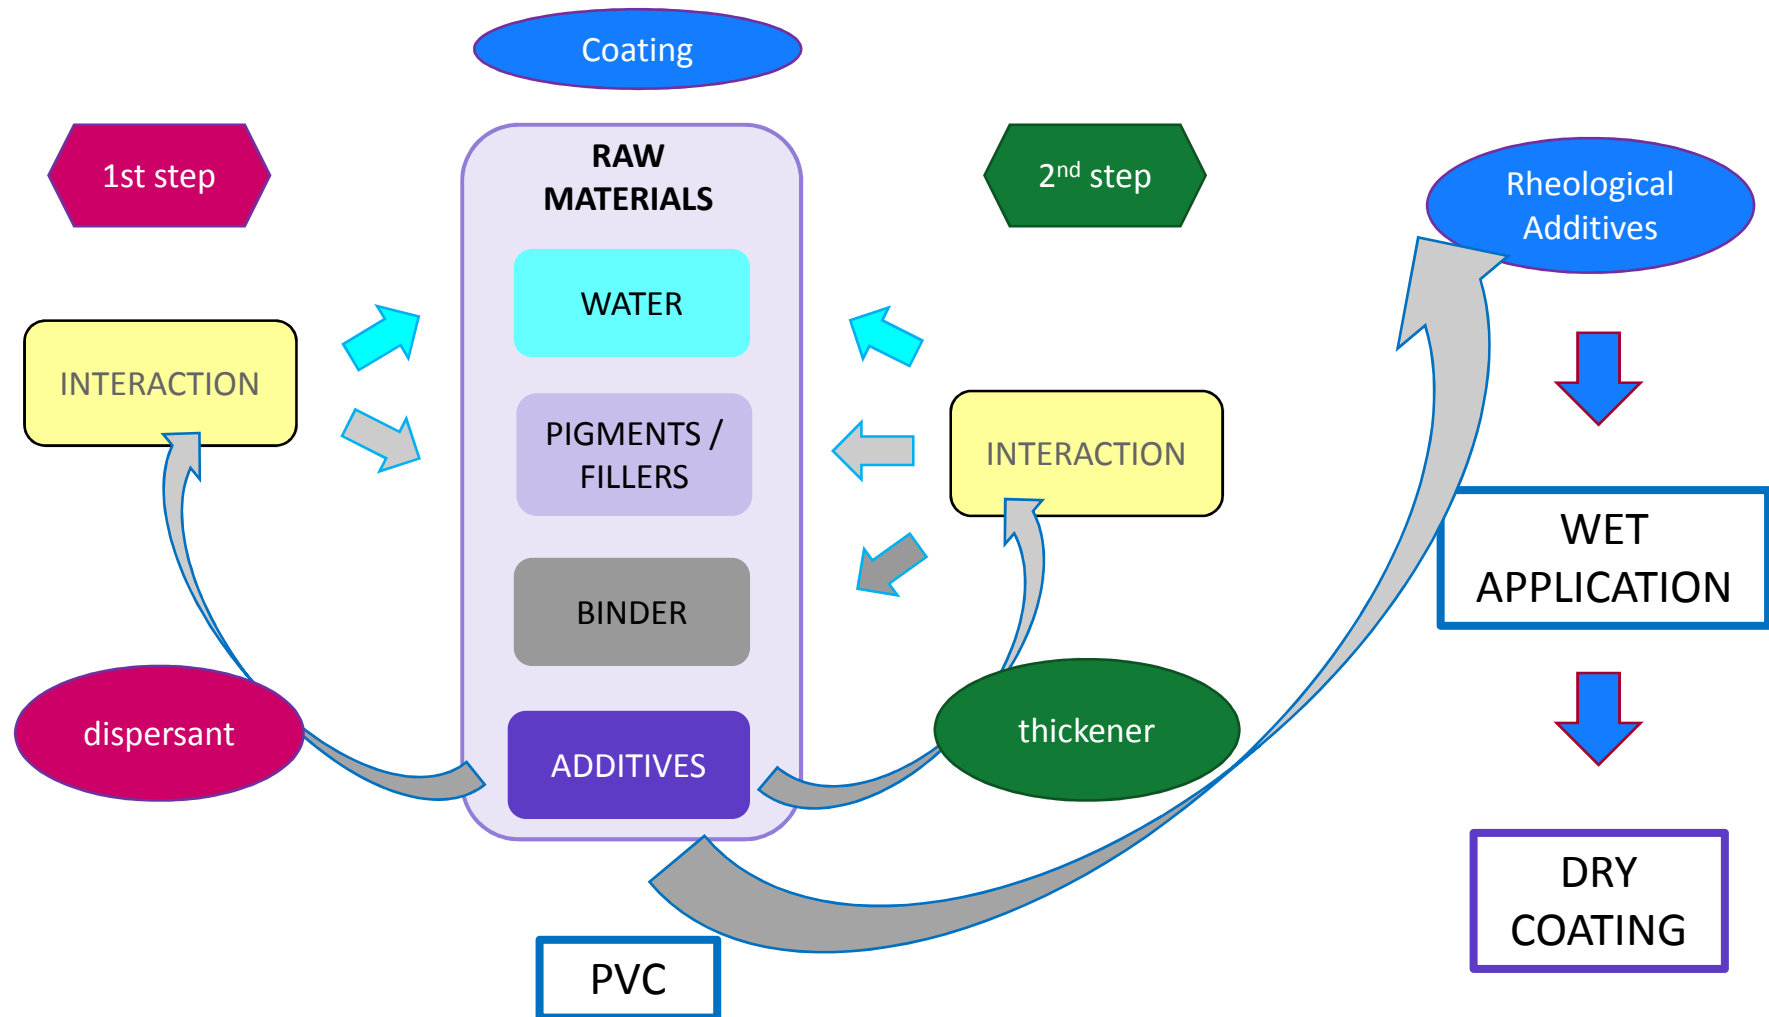 Coating
1st step
RAW
MATERIALS
2nd step
Rheological
Additives
WATER
INTERACTION
PIGMENTS /
FILLERS
INTERACTION
BINDER
WET
APPLICATION
dispersant
ADDITIVES
thickener
DRY
COATING
PVC